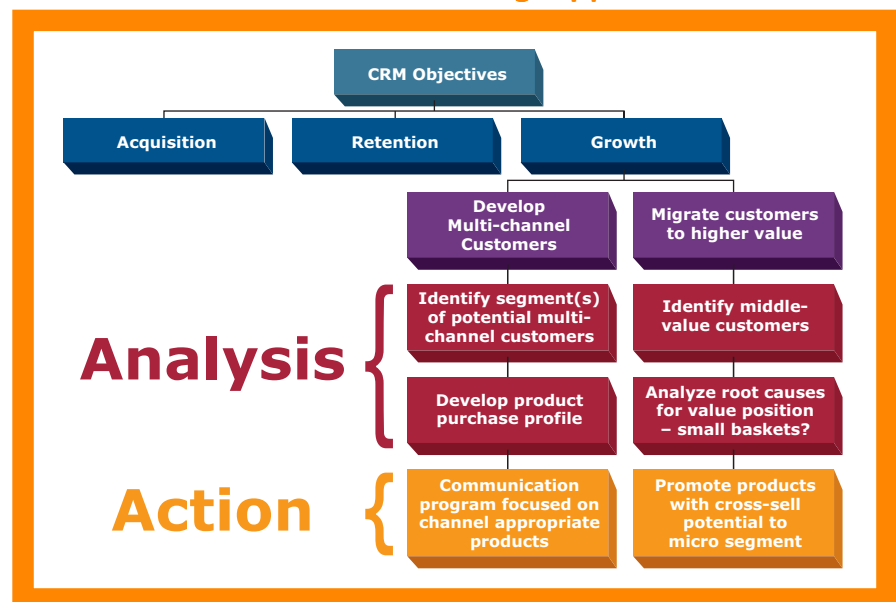 CRM Objectives
Acquisition
Retention
Growth
Develop
Multi-channel
Customers
Migrate customers
to higher value
Analysis
Identify segment(s)
of potential multi-
channel customers
Identify middle-
value customers
Develop product
purchase profile
Analyze root causes
for value position
– small baskets?
Action
Communication
program focused on
channel appropriate
products
Promote products
with cross-sell
potential to
micro segment